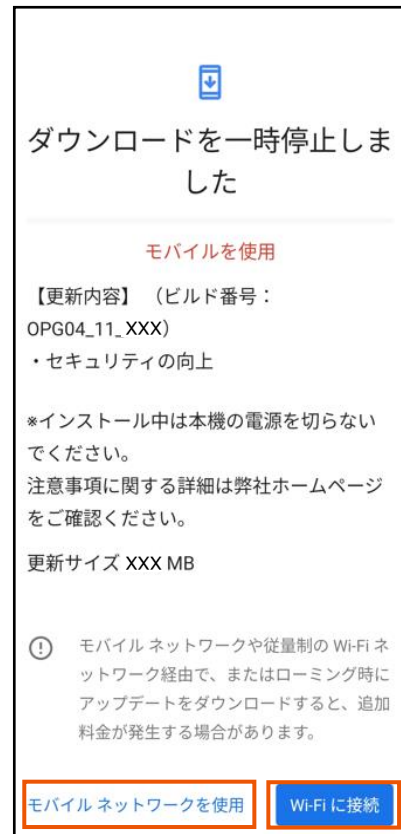 ダウンロードを一時停止しま
した
モバイルを使用
【更新内容】 （ビルド番号：
OPG04_11_XXX）
・セキュリティの向上
※インストール中は本機の電源を切らない
でください。
注意事項に関する詳細は弊社ホームページ
をご確認ください。
更新サイズ XXX MB
モバイル ネットワークや従量制の Wi-Fi ネ
ットワーク経由で、またはローミング時に
アップデートをダウンロードすると、追加
料金が発生する場合があります。
モバイル ネットワークを使用
Wi-Fi に接続